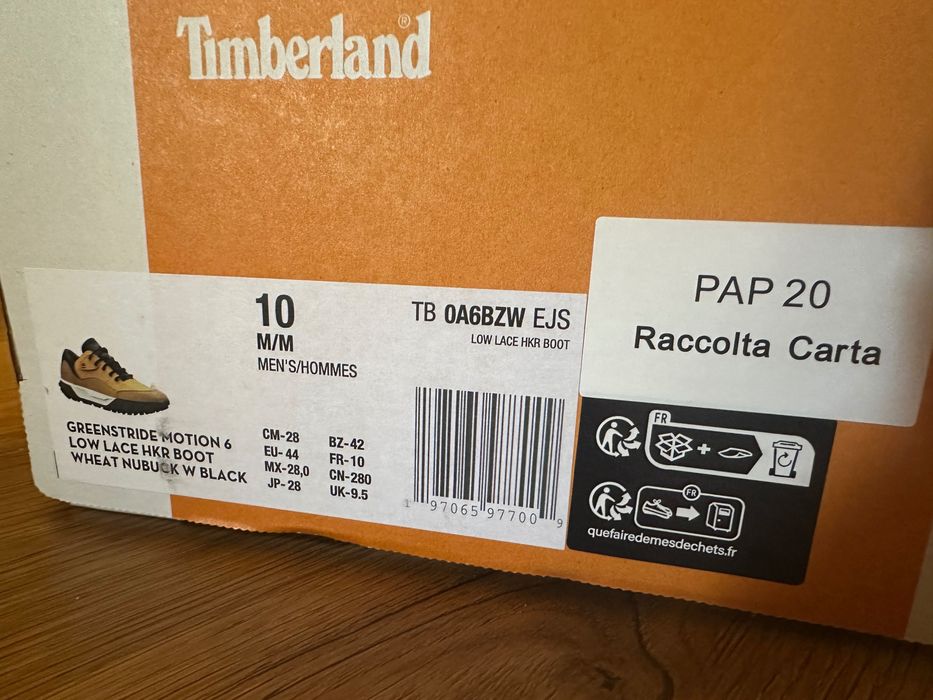 Timberland®
10
M/M
MEN'S/HOMMES
TB 0A6BZW EJS
LOW LACE HKR BOOT
GREENSTRIDE MOTION 6
LOW LACE HKR BOOT
WHEAT NUBUCK W BLACK
CM-28 BZ-42
EU-44 FR-10
MX-28,0 CN-280
JP-28 UK-9.5
1 97065 97700 9
PAP 20
Raccolta Carta
FR
FR
quefairedemesdechets.fr